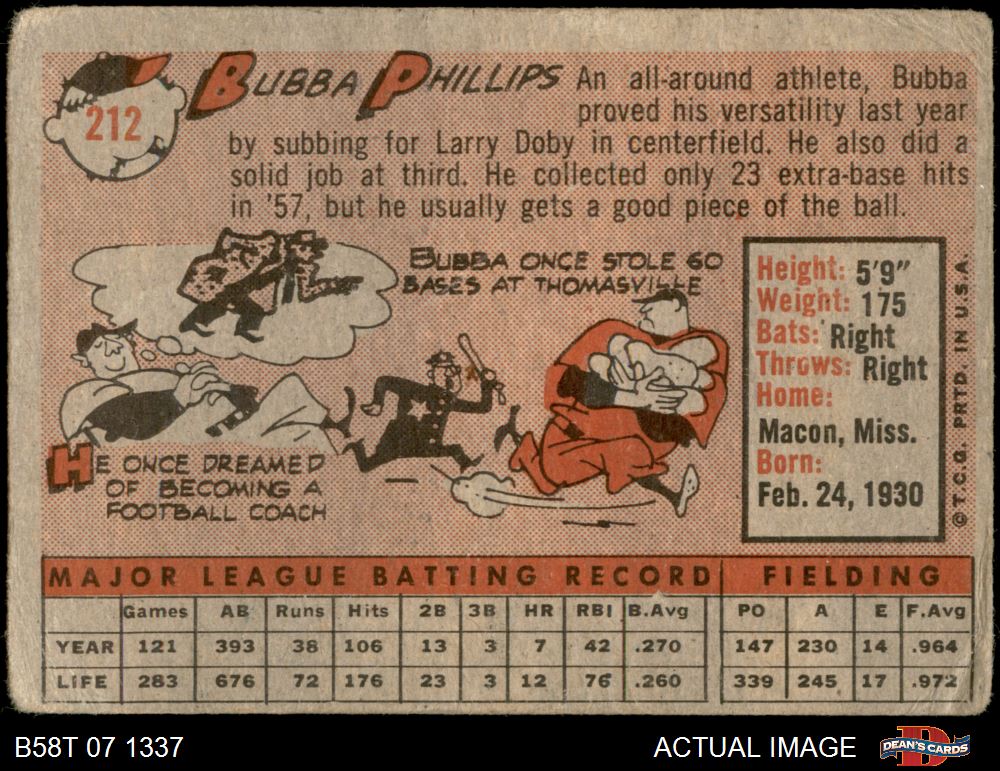 212
BUBBA PHILLIPS An all-around athlete, Bubba
proved his versatility last year
by subbing for Larry Doby in centerfield. He also did a
solid job at third. He collected only 23 extra-base hits
in '57, but he usually gets a good piece of the ball.
BUBBA ONCE STOLE 60
BASES AT THOMASVILLE
HE ONCE DREAMED
OF BECOMING A
FOOTBALL COACH
Height: 5'9"
Weight: 175
Bats: Right
Throws: Right
Home:
Macon, Miss.
Born:
Feb. 24, 1930
© T.C.G. PRTD. IN U.S.A.
MAJOR LEAGUE BATTING RECORD FIELDING
Games AB Runs Hits 2B 3B HR RBI B.Avg PO A E F.Avg
YEAR 121 393 38 106 13 3 7 42 .270 147 230 14 .964
LIFE 283 676 72 176 23 3 12 76 .260 339 245 17 .972
B58T 07 1337 ACTUAL IMAGE DEAN'S CARDS